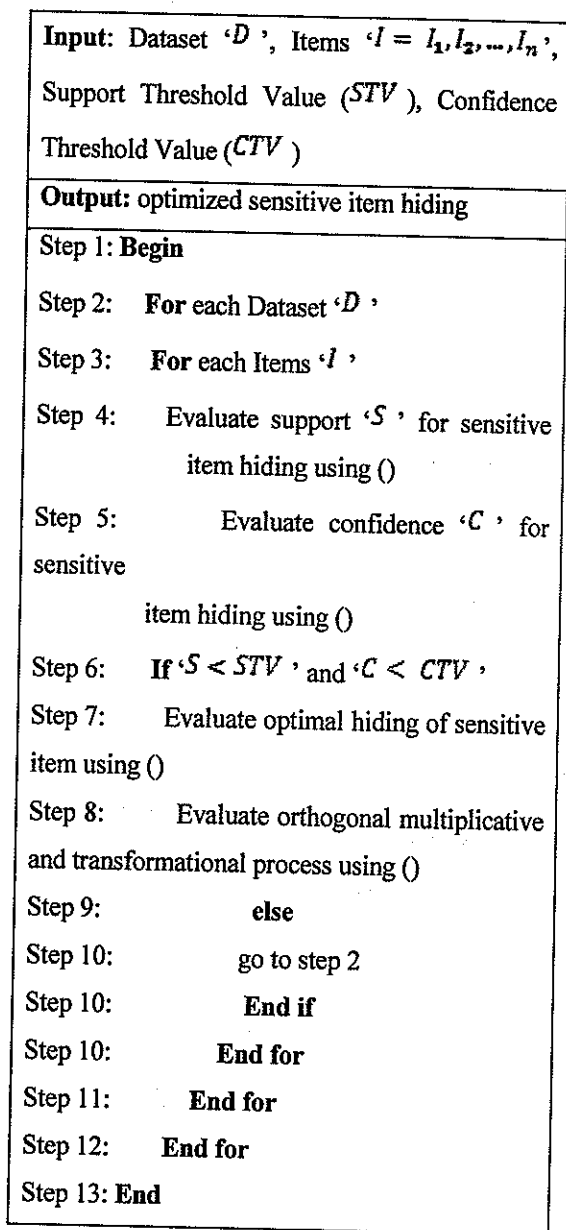 Input: Dataset ‘D ’, Items ‘I = I₁,I₂,...,Iₙ’,
Support Threshold Value (STV ), Confidence
Threshold Value (CTV )
Output: optimized sensitive item hiding
Step 1: Begin
Step 2: For each Dataset ‘D ’
Step 3: For each Items ‘I ’
Step 4: Evaluate support ‘S ’ for sensitive
item hiding using ()
Step 5: Evaluate confidence ‘C ’ for
sensitive
item hiding using ()
Step 6: If ‘S < STV ’ and ‘C < CTV ’
Step 7: Evaluate optimal hiding of sensitive
item using ()
Step 8: Evaluate orthogonal multiplicative
and transformational process using ()
Step 9: else
Step 10: go to step 2
Step 10: End if
Step 10: End for
Step 11: End for
Step 12: End for
Step 13: End